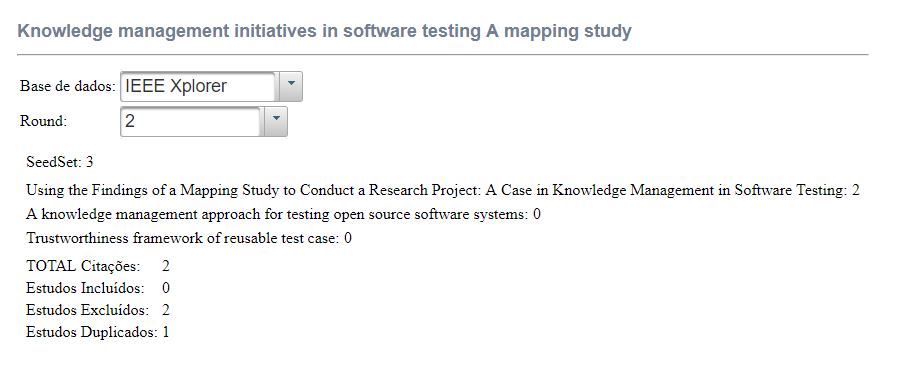 Knowledge management initiatives in software testing A mapping study
Base de dados: IEEE Xplorer
Round: 2
SeedSet: 3
Using the Findings of a Mapping Study to Conduct a Research Project: A Case in Knowledge Management in Software Testing: 2
A knowledge management approach for testing open source software systems: 0
Trustworthiness framework of reusable test case: 0
TOTAL Citações: 2
Estudos Incluídos: 0
Estudos Excluídos: 2
Estudos Duplicados: 1